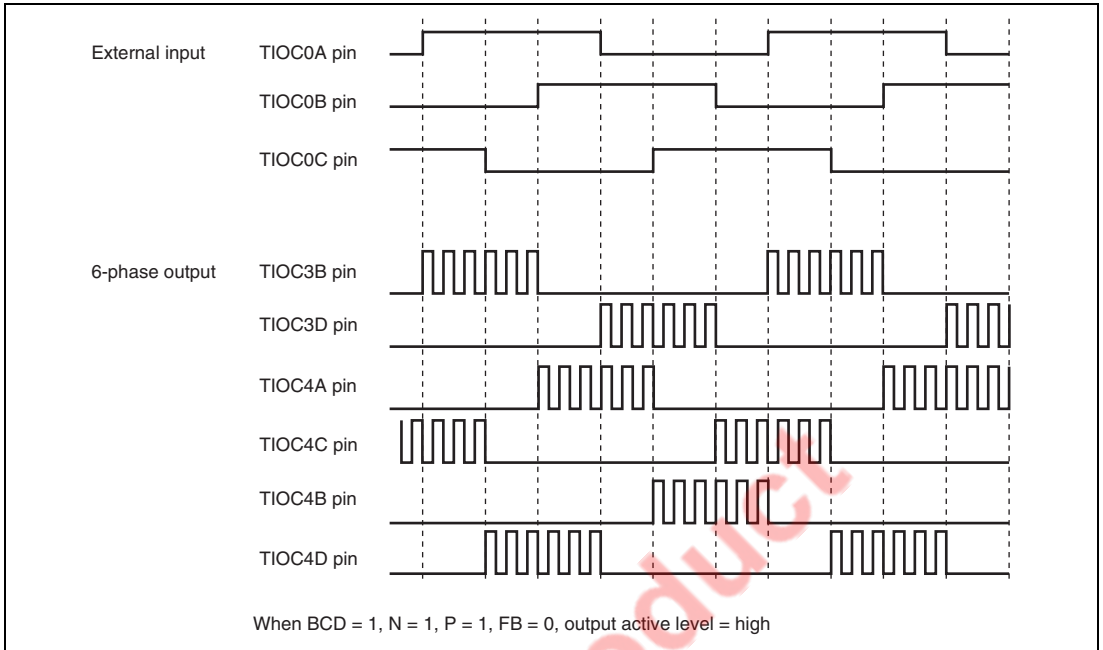 External input TIOC0A pin
TIOC0B pin
TIOC0C pin
6-phase output TIOC3B pin
TIOC3D pin
TIOC4A pin
TIOC4C pin
TIOC4B pin
TIOC4D pin
When BCD = 1, N = 1, P = 1, FB = 0, output active level = high
oduct